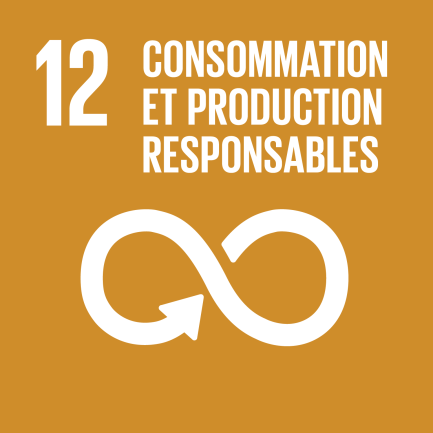 12 CONSOMMATION
ET PRODUCTION
RESPONSABLES